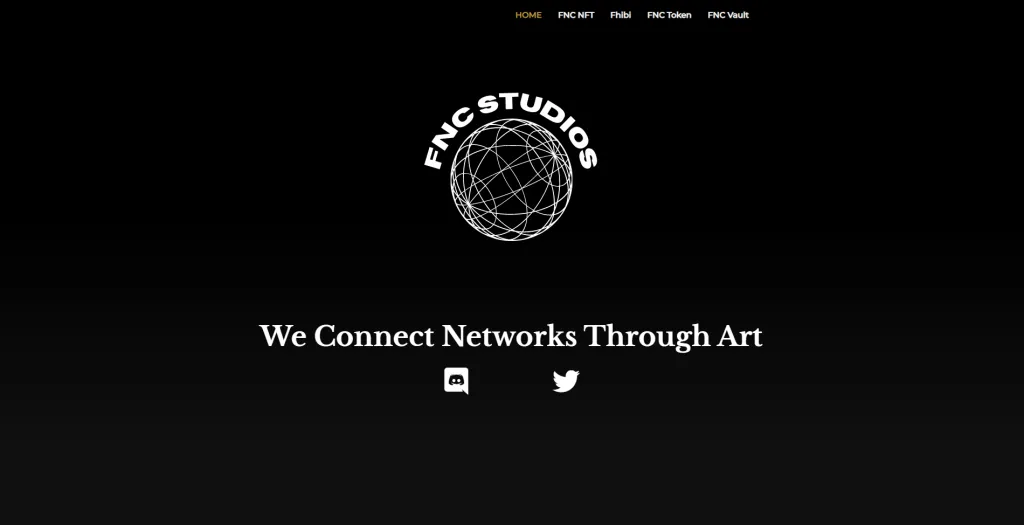 HOME FNC NFT Fhibi FNC Token FNC Vault
FNC STUDIOS
We Connect Networks Through Art